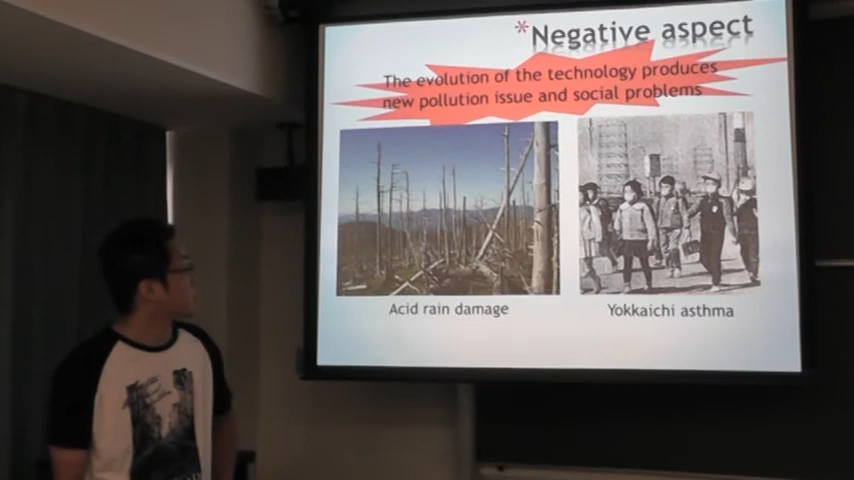 *Negative aspect
The evolution of the technology produces
new pollution issue and social problems
Acid rain damage
Yokkaichi asthma